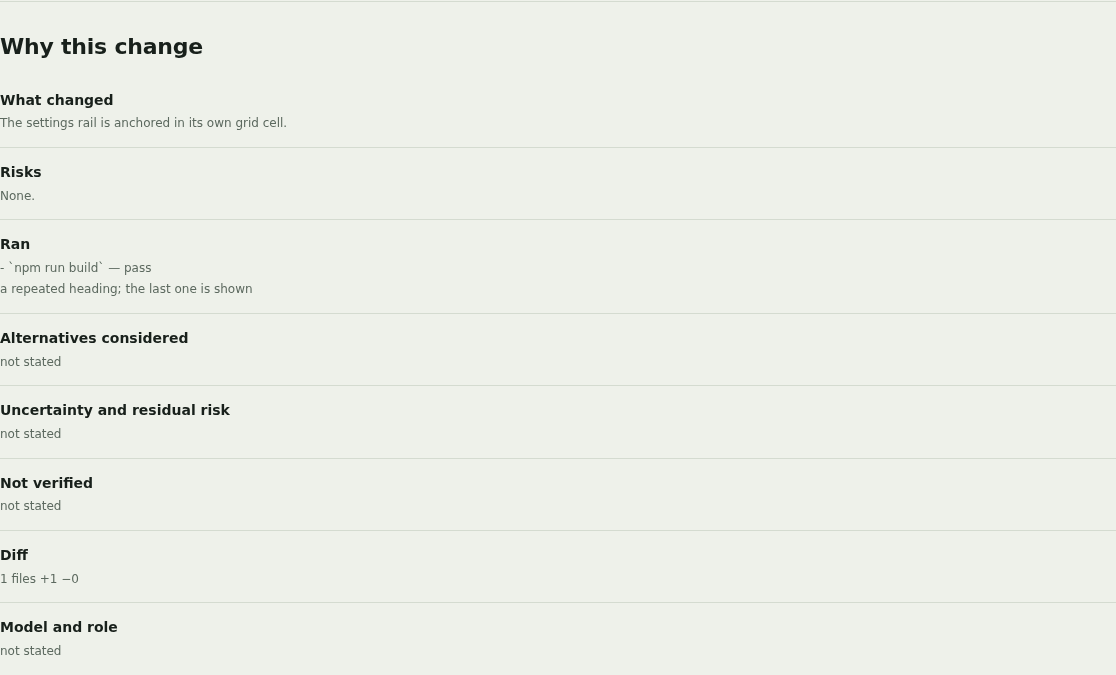 Why this change
What changed
The settings rail is anchored in its own grid cell.
Risks
None.
Ran
- `npm run build` — pass
a repeated heading; the last one is shown
Alternatives considered
not stated
Uncertainty and residual risk
not stated
Not verified
not stated
Diff
1 files +1 −0
Model and role
not stated